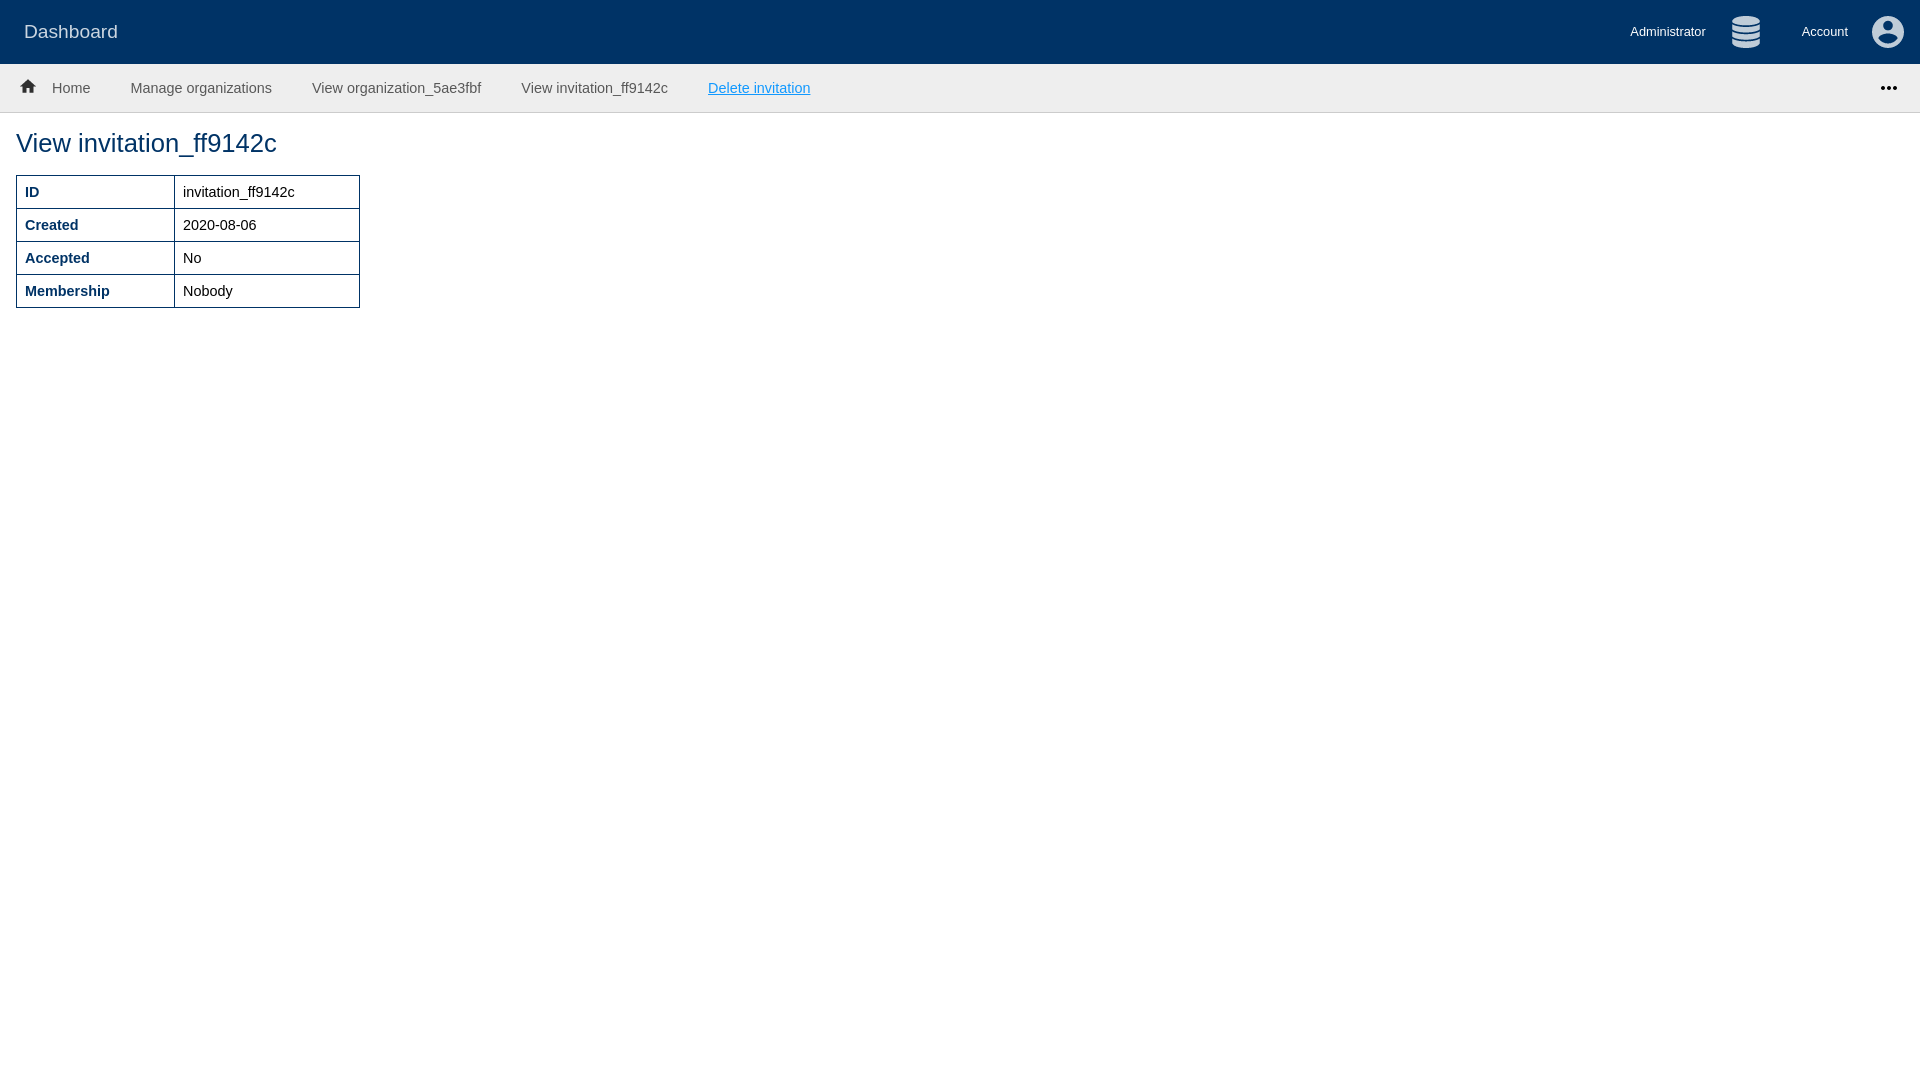 Dashboard
Administrator
Account
Home
Manage organizations
View organization_5ae3fbf
View invitation_ff9142c
Delete invitation
View invitation_ff9142c
ID invitation_ff9142c
Created 2020-08-06
Accepted No
Membership Nobody